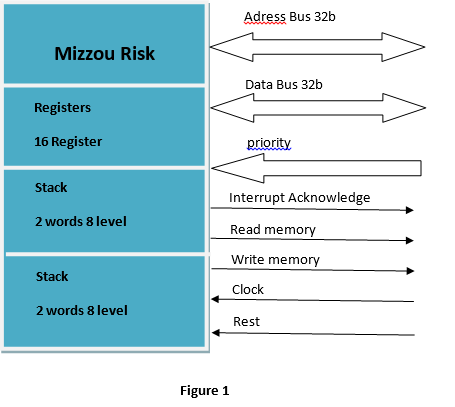 Mizzou Risk
Registers
16 Register
Stack
2 words 8 level
Stack
2 words 8 level
Adress Bus 32b
Data Bus 32b
priority
Interrupt Acknowledge
Read memory
Write memory
Clock
Rest
Figure 1